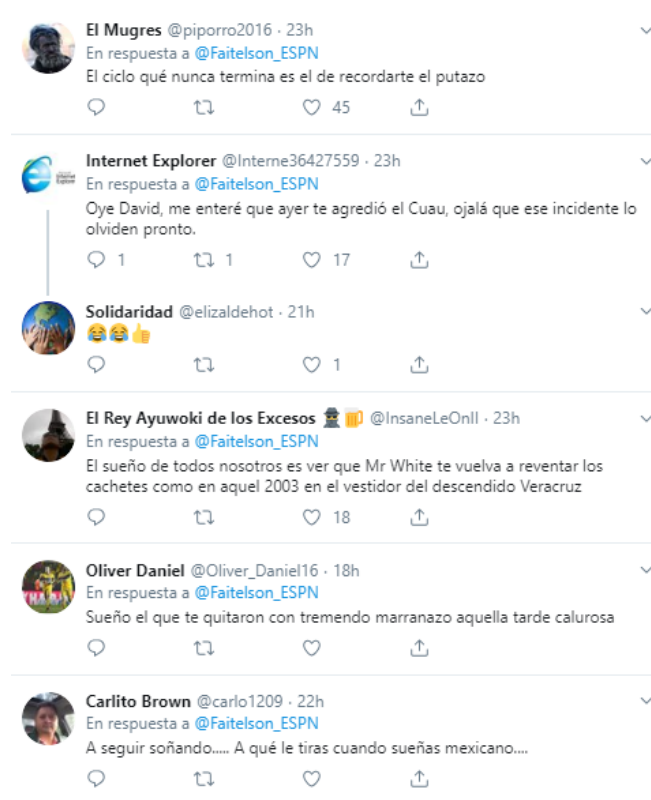 El Mugres @piporro2016 · 23h
En respuesta a @Faitelson_ESPN
El ciclo qué nunca termina es el de recordarte el putazo
45
Internet Explorer @Interne36427559 · 23h
En respuesta a @Faitelson_ESPN
Oye David, me enteré que ayer te agredió el Cuau, ojalá que ese incidente lo
olviden pronto.
1 1 17
Solidaridad @elizaldehot · 21h
😂😂👍
1
El Rey Ayuwoki de los Excesos 🕵🍺 @InsaneLeOnII · 23h
En respuesta a @Faitelson_ESPN
El sueño de todos nosotros es ver que Mr White te vuelva a reventar los
cachetes como en aquel 2003 en el vestidor del descendido Veracruz
18
Oliver Daniel @Oliver_Daniel16 · 18h
En respuesta a @Faitelson_ESPN
Sueño el que te quitaron con tremendo marranazo aquella tarde calurosa
Carlito Brown @carlo1209 · 22h
En respuesta a @Faitelson_ESPN
A seguir soñando..... A qué le tiras cuando sueñas mexicano....